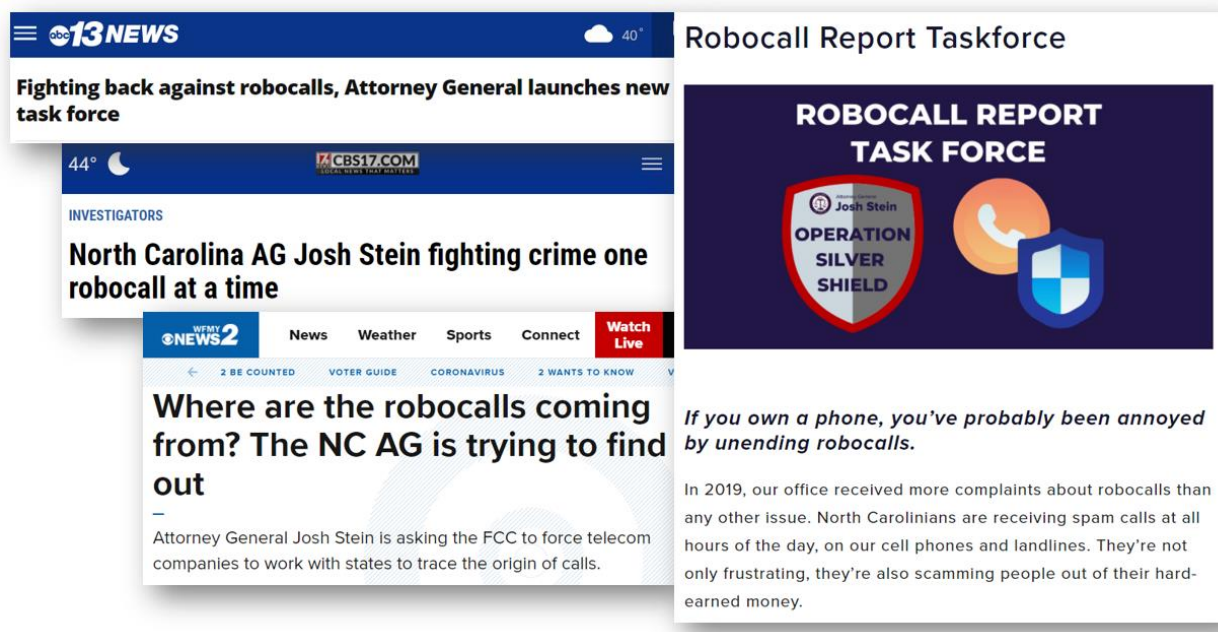 abc 13 NEWS
40°
Fighting back against robocalls, Attorney General launches new
task force
44°
CBS17.COM
LOCAL NEWS THAT MATTERS
INVESTIGATORS
North Carolina AG Josh Stein fighting crime one
robocall at a time
WFMY
NEWS 2
News Weather Sports Connect Watch
Live
← 2 BE COUNTED VOTER GUIDE CORONAVIRUS 2 WANTS TO KNOW V
Where are the robocalls coming
from? The NC AG is trying to find
out
Attorney General Josh Stein is asking the FCC to force telecom
companies to work with states to trace the origin of calls.
Robocall Report Taskforce
ROBOCALL REPORT
TASK FORCE
Attorney General
Josh Stein
OPERATION
SILVER
SHIELD
If you own a phone, you’ve probably been annoyed
by unending robocalls.
In 2019, our office received more complaints about robocalls than
any other issue. North Carolinians are receiving spam calls at all
hours of the day, on our cell phones and landlines. They’re not
only frustrating, they’re also scamming people out of their hard-
earned money.